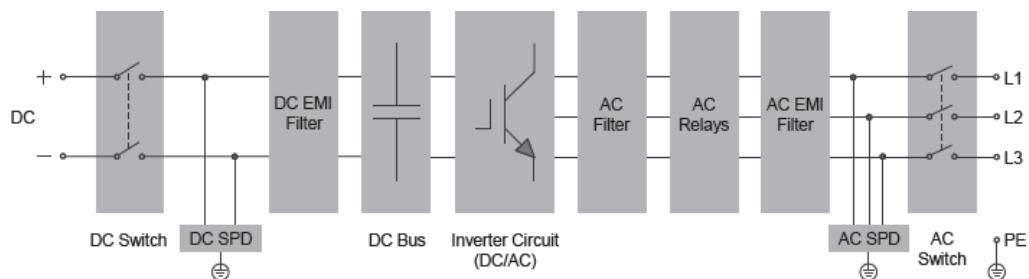 +
DC
−
DC Switch
DC SPD
DC EMI
Filter
DC Bus
Inverter Circuit
(DC/AC)
AC
Filter
AC
Relays
AC EMI
Filter
AC SPD
AC
Switch
L1
L2
L3
PE